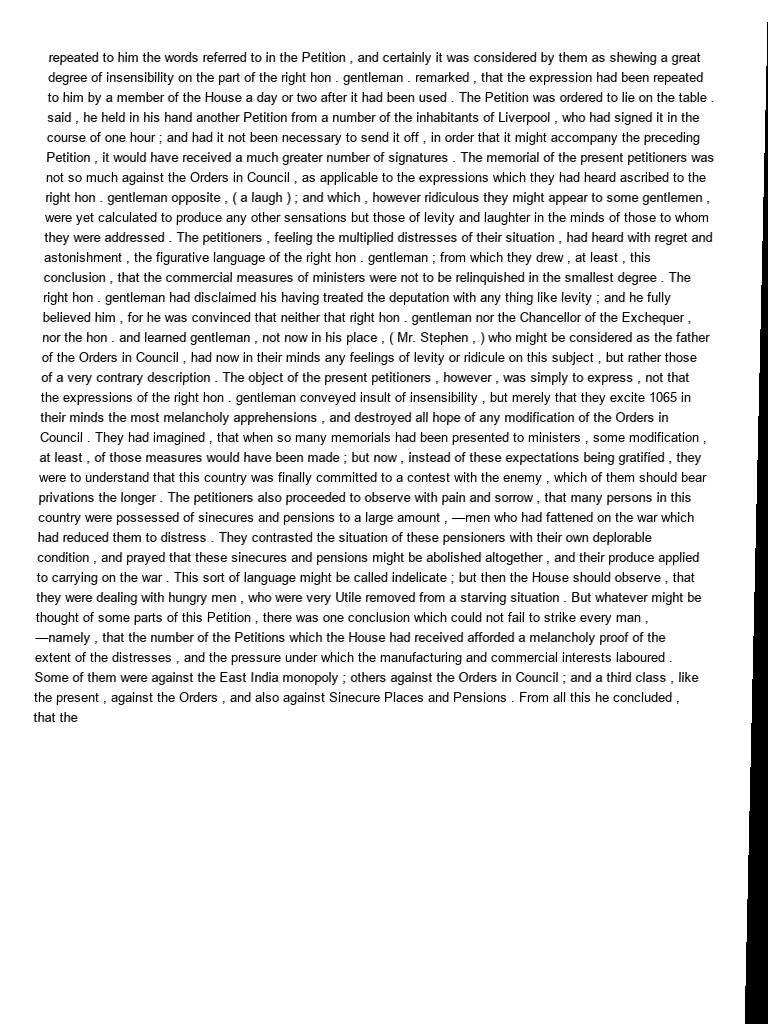 repeated to him the words referred to in the Petition , and certainly it was considered by them as shewing a great
degree of insensibility on the part of the right hon . gentleman . remarked , that the expression had been repeated
to him by a member of the House a day or two after it had been used . The Petition was ordered to lie on the table .
said , he held in his hand another Petition from a number of the inhabitants of Liverpool , who had signed it in the
course of one hour ; and had it not been necessary to send it off , in order that it might accompany the preceding
Petition , it would have received a much greater number of signatures . The memorial of the present petitioners was
not so much against the Orders in Council , as applicable to the expressions which they had heard ascribed to the
right hon . gentleman opposite , ( a laugh ) ; and which , however ridiculous they might appear to some gentlemen ,
were yet calculated to produce any other sensations but those of levity and laughter in the minds of those to whom
they were addressed . The petitioners , feeling the multiplied distresses of their situation , had heard with regret and
astonishment , the figurative language of the right hon . gentleman ; from which they drew , at least , this
conclusion , that the commercial measures of ministers were not to be relinquished in the smallest degree . The
right hon . gentleman had disclaimed his having treated the deputation with any thing like levity ; and he fully
believed him , for he was convinced that neither that right hon . gentleman nor the Chancellor of the Exchequer ,
nor the hon . and learned gentleman , not now in his place , ( Mr. Stephen , ) who might be considered as the father
of the Orders in Council , had now in their minds any feelings of levity or ridicule on this subject , but rather those
of a very contrary description . The object of the present petitioners , however , was simply to express , not that
the expressions of the right hon . gentleman conveyed insult of insensibility , but merely that they excite 1065 in
their minds the most melancholy apprehensions , and destroyed all hope of any modification of the Orders in
Council . They had imagined , that when so many memorials had been presented to ministers , some modification ,
at least , of those measures would have been made ; but now , instead of these expectations being gratified , they
were to understand that this country was finally committed to a contest with the enemy , which of them should bear
privations the longer . The petitioners also proceeded to observe with pain and sorrow , that many persons in this
country were possessed of sinecures and pensions to a large amount , —men who had fattened on the war which
had reduced them to distress . They contrasted the situation of these pensioners with their own deplorable
condition , and prayed that these sinecures and pensions might be abolished altogether , and their produce applied
to carrying on the war . This sort of language might be called indelicate ; but then the House should observe , that
they were dealing with hungry men , who were very Utile removed from a starving situation . But whatever might be
thought of some parts of this Petition , there was one conclusion which could not fail to strike every man ,
—namely , that the number of the Petitions which the House had received afforded a melancholy proof of the
extent of the distresses , and the pressure under which the manufacturing and commercial interests laboured .
Some of them were against the East India monopoly ; others against the Orders in Council ; and a third class , like
the present , against the Orders , and also against Sinecure Places and Pensions . From all this he concluded ,
that the